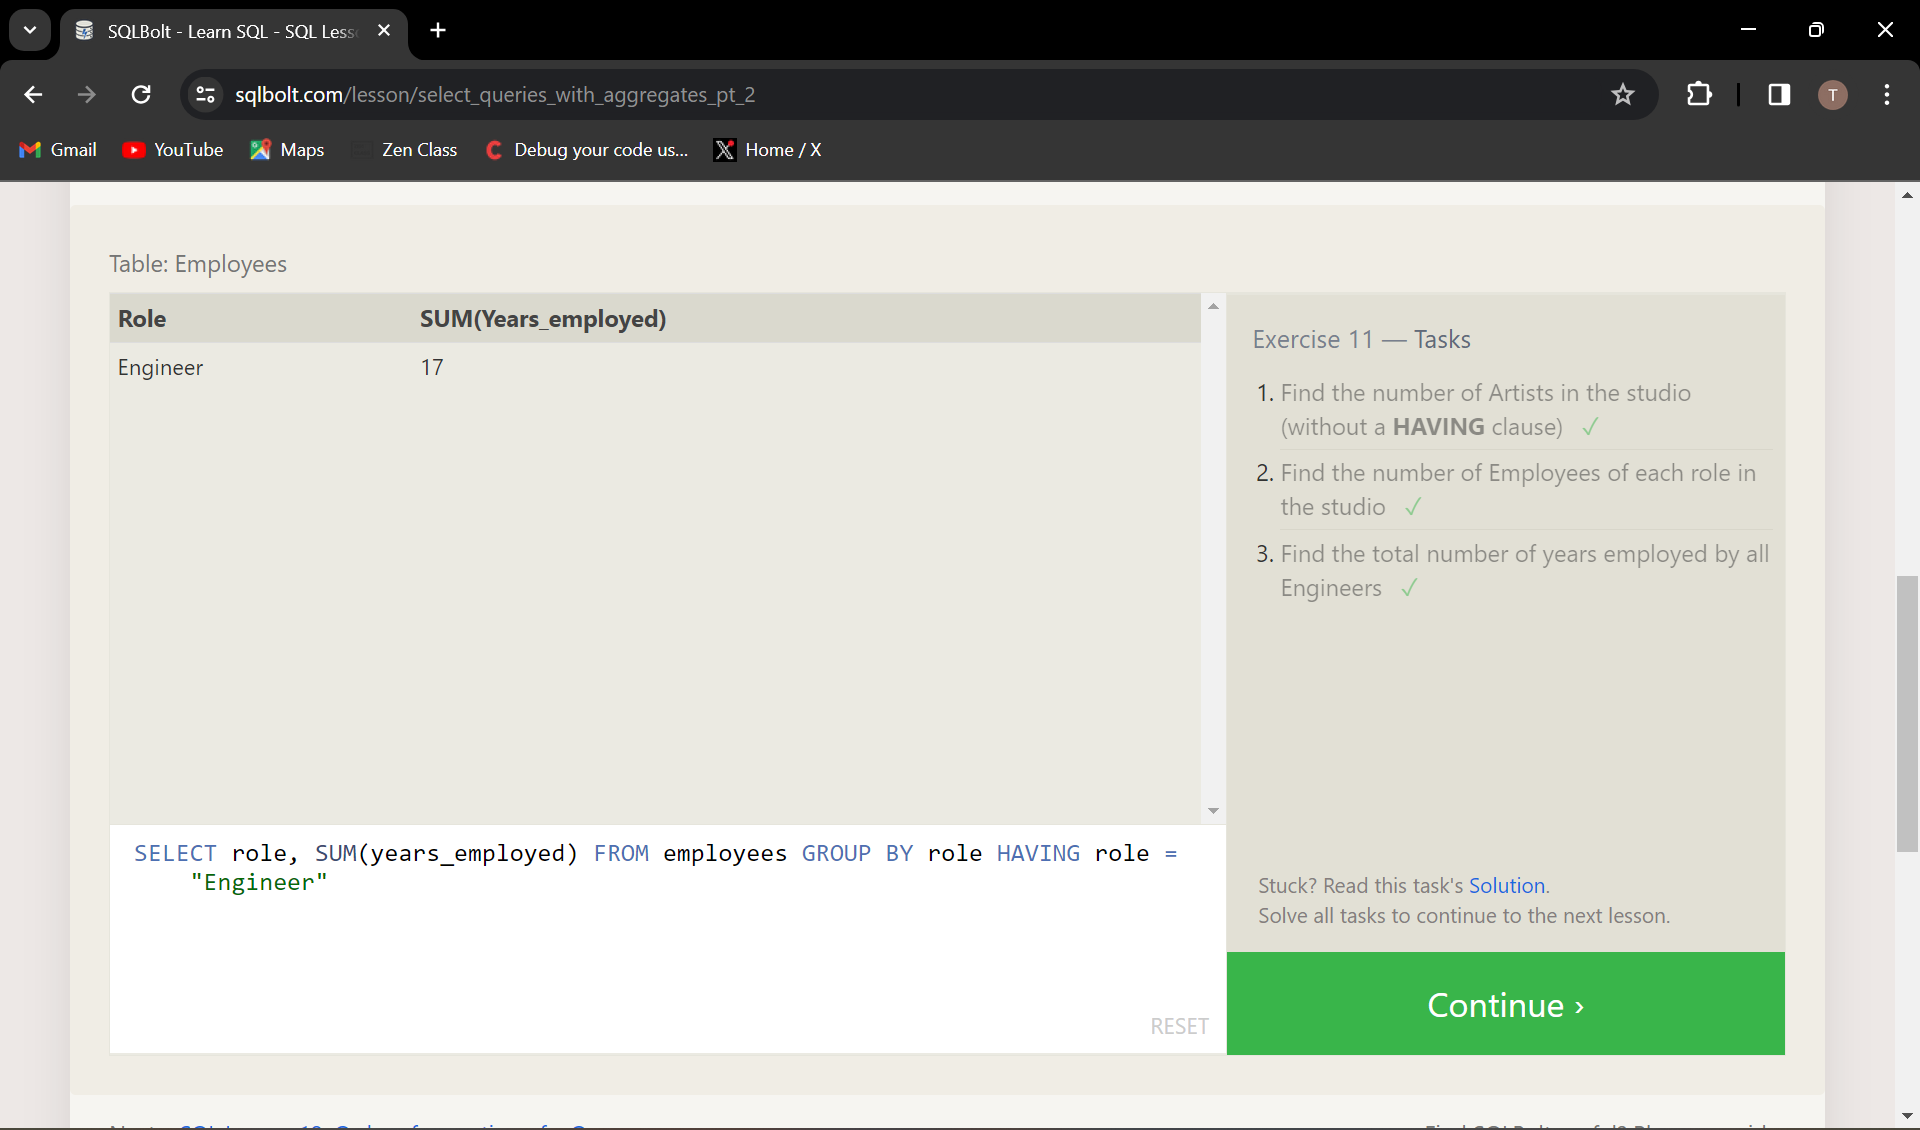 SQLBolt - Learn SQL - SQL Less
sqlbolt.com/lesson/select_queries_with_aggregates_pt_2
T
Gmail
YouTube
Maps
Zen Class
Debug your code us...
Home / X
Table: Employees
Role SUM(Years_employed)
Engineer 17
SELECT role, SUM(years_employed) FROM employees GROUP BY role HAVING role =
"Engineer"
RESET
Exercise 11 — Tasks
1. Find the number of Artists in the studio
(without a HAVING clause) ✓
2. Find the number of Employees of each role in
the studio ✓
3. Find the total number of years employed by all
Engineers ✓
Stuck? Read this task's Solution.
Solve all tasks to continue to the next lesson.
Continue ›